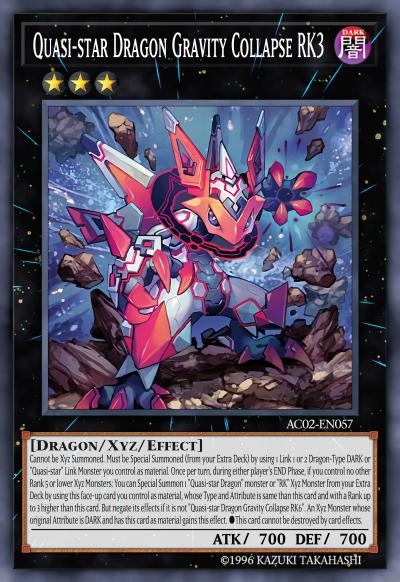 Quasi-star Dragon Gravity Collapse RK3
DARK
闇
AC02-EN057
[Dragon/Xyz/Effect]
Cannot be Xyz Summoned. Must be Special Summoned (from your Extra Deck) by using 1 Link 1 or 2 Dragon-Type DARK or
"Quasi-star" Link Monster you control as material. Once per turn, during either player's END Phase, if you control no other
Rank 5 or lower Xyz Monsters: You can Special Summon 1 "Quasi-star Dragon" monster or "RK" Xyz Monster from your Extra
Deck by using this face-up card you control as material, whose Type and Attribute is same than this card and with a Rank up
to 3 higher than this card. But negate its effects if it is not "Quasi-star Dragon Gravity Collapse RK6". An Xyz Monster whose
original Attribute is DARK and has this card as material gains this effect. ●This card cannot be destroyed by card effects.
ATK/ 700 DEF/ 700
©1996 KAZUKI TAKAHASHI